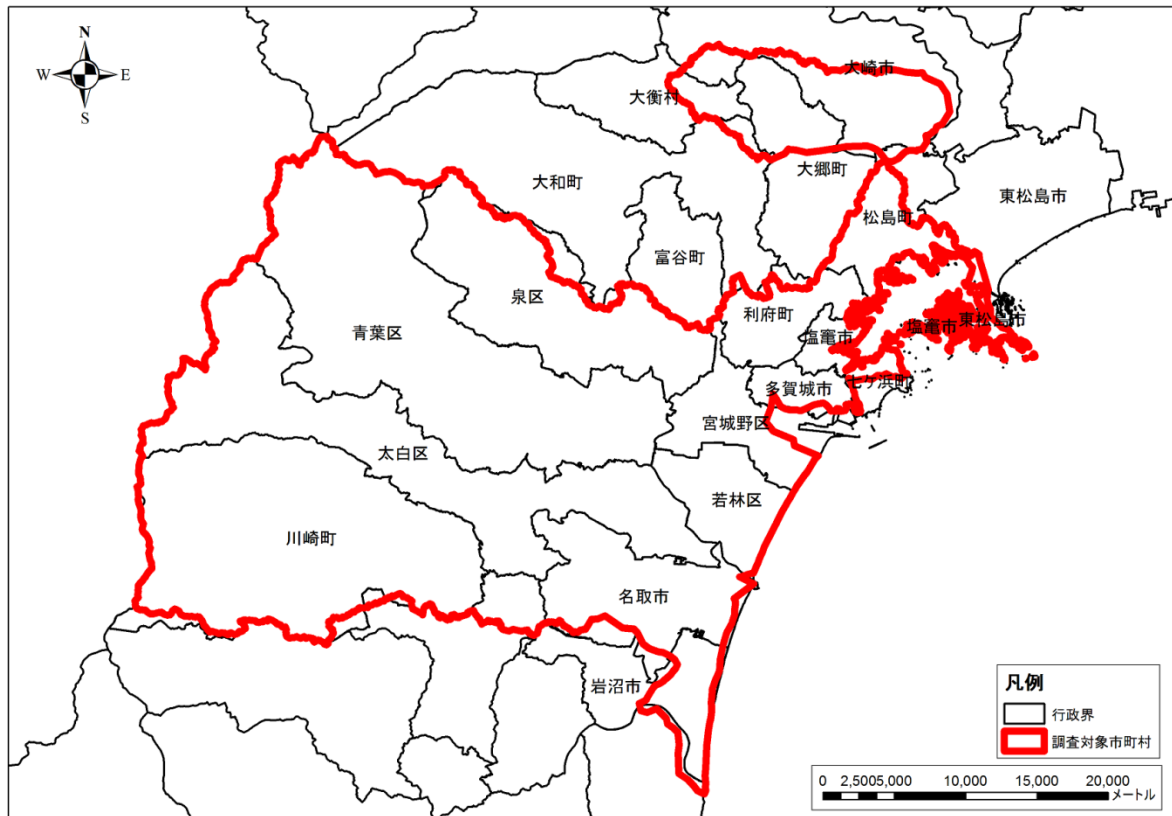 N
W
E
S
大崎市
大衡村
大郷町
大和町
東松島市
松島町
富谷町
泉区
利府町
青葉区
塩竈市
塩竈市
東松島市
多賀城市
七ケ浜町
宮城野区
太白区
若林区
川崎町
名取市
岩沼市
凡例
行政界
調査対象市町村
0 2,500 5,000 10,000 15,000 20,000
メートル